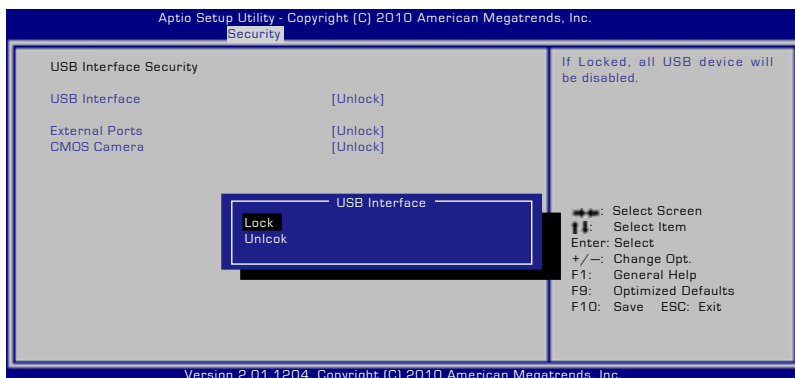 Aptio Setup Utility - Copyright (C) 2010 American Megatrends, Inc.
Security
USB Interface Security
USB Interface [Unlock]
External Ports [Unlock]
CMOS Camera [Unlock]
If Locked, all USB device will
be disabled.
USB Interface
Lock
Unlcok
: Select Screen
: Select Item
Enter: Select
+/—: Change Opt.
F1: General Help
F9: Optimized Defaults
F10: Save ESC: Exit
Version 2.01.1204. Copyright (C) 2010 American Megatrends, Inc.